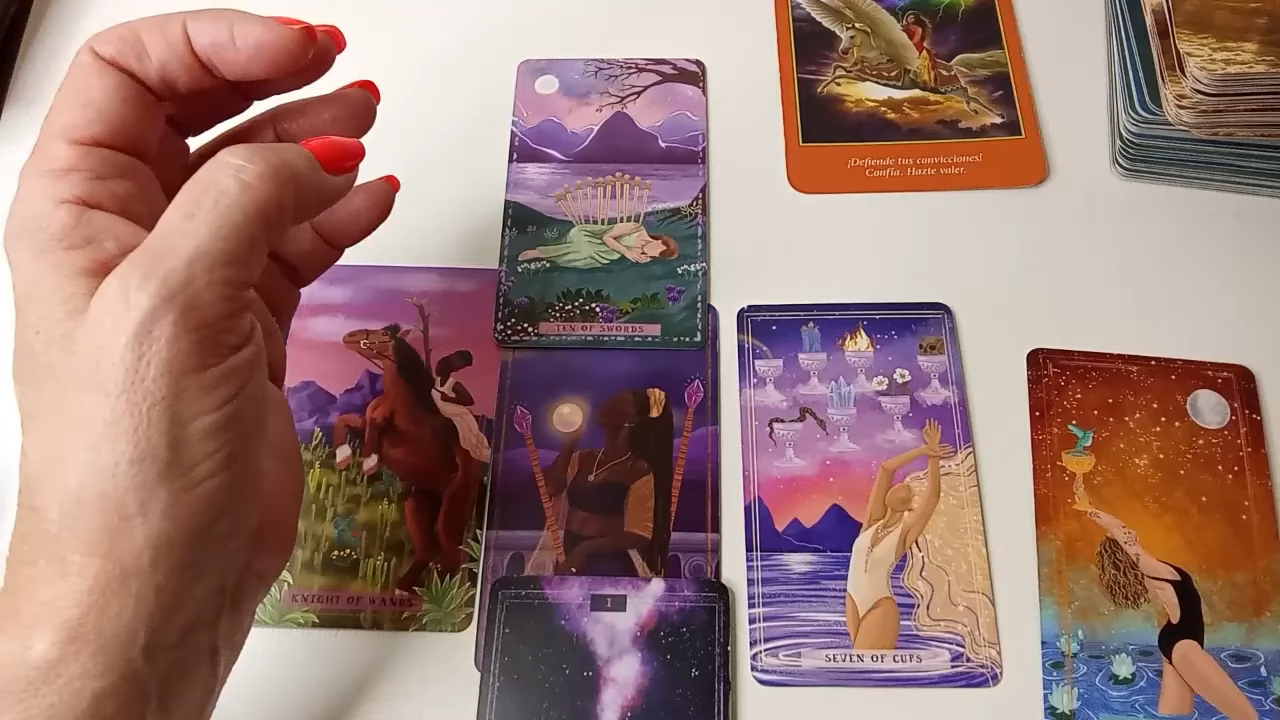 ¡Defiende tus convicciones!
Confía. Hazte valer.
TEN OF SWORDS
KNIGHT OF WANDS
I
SEVEN OF CUPS